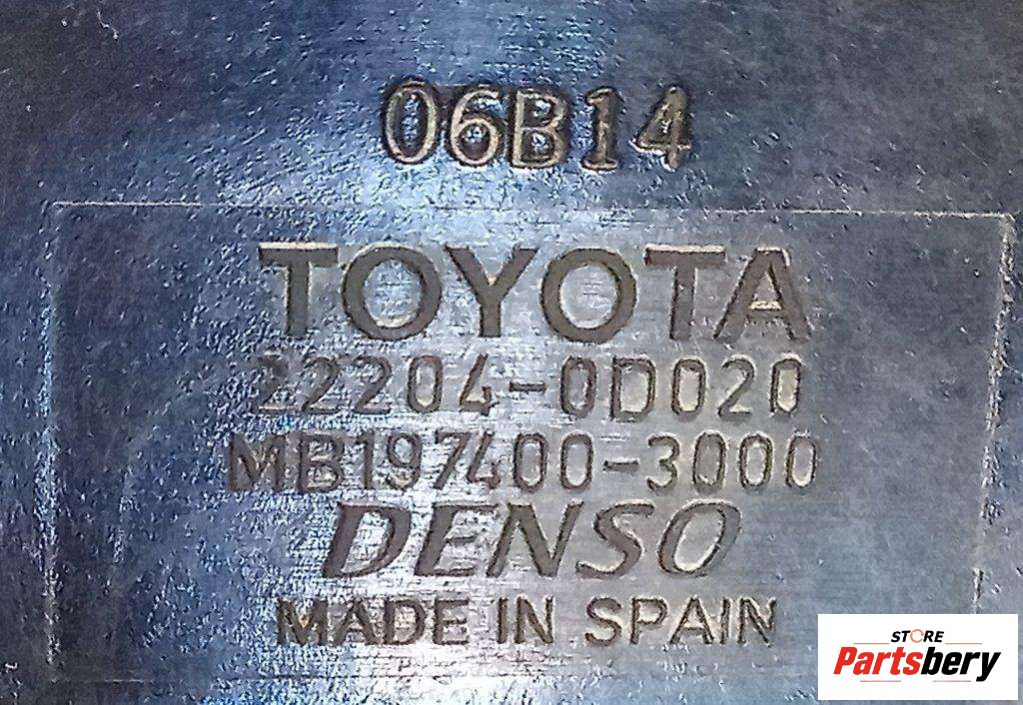 06B14
TOYOTA
22204-0D020
MB197400-3000
DENSO
MADE IN SPAIN
STORE
Partsbery